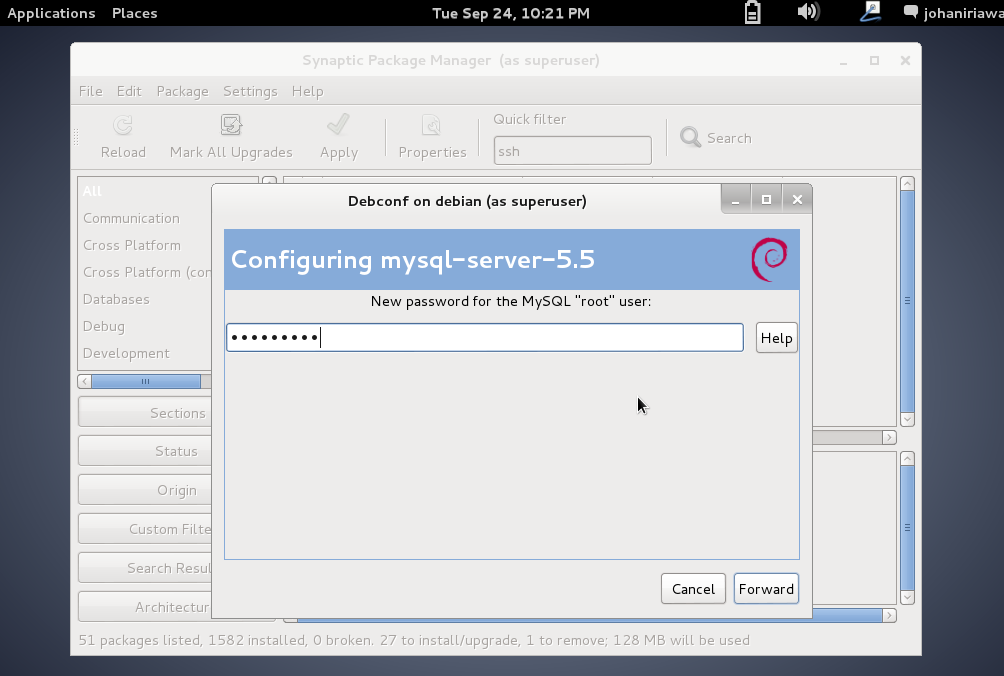 Applications Places Tue Sep 24, 10:21 PM johaniriawa
Synaptic Package Manager (as superuser)
File Edit Package Settings Help
Reload Mark All Upgrades Apply Properties Quick filter Search
ssh
All
Communication
Cross Platform
Cross Platform (con
Databases
Debug
Development
Sections
Status
Origin
Custom Filte
Search Resul
Architectur
Debconf on debian (as superuser)
Configuring mysql-server-5.5
New password for the MySQL "root" user:
•••••••••
Help
Cancel Forward
51 packages listed, 1582 installed, 0 broken. 27 to install/upgrade, 1 to remove; 128 MB will be used